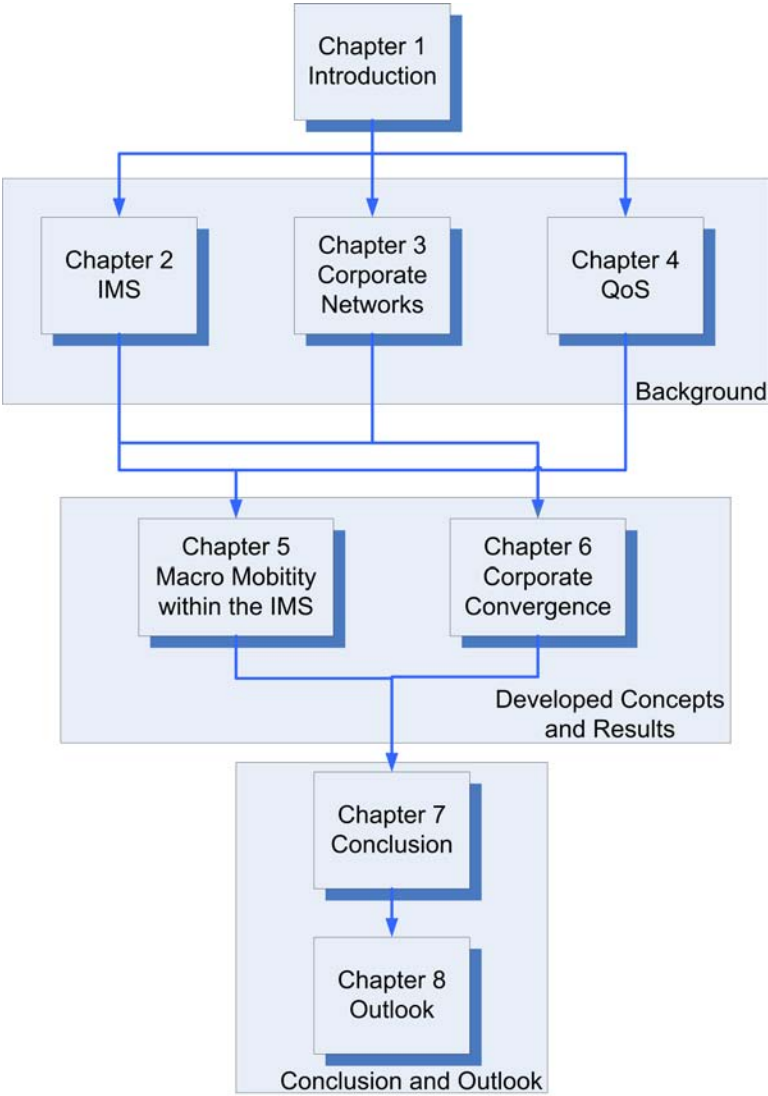 Chapter 1
Introduction
Chapter 2
IMS
Chapter 3
Corporate
Networks
Chapter 4
QoS
Background
Chapter 5
Macro Mobitity
within the IMS
Chapter 6
Corporate
Convergence
Developed Concepts
and Results
Chapter 7
Conclusion
Chapter 8
Outlook
Conclusion and Outlook